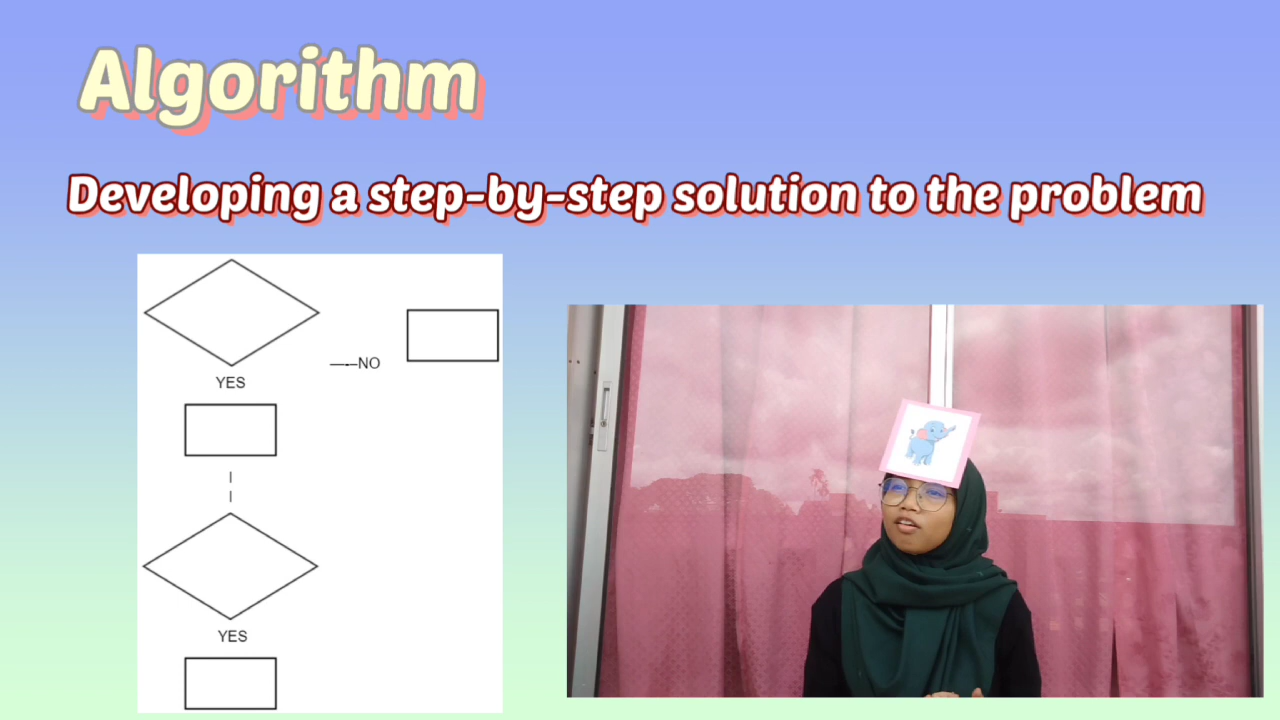 Algorithm
Developing a step-by-step solution to the problem
NO
YES
YES